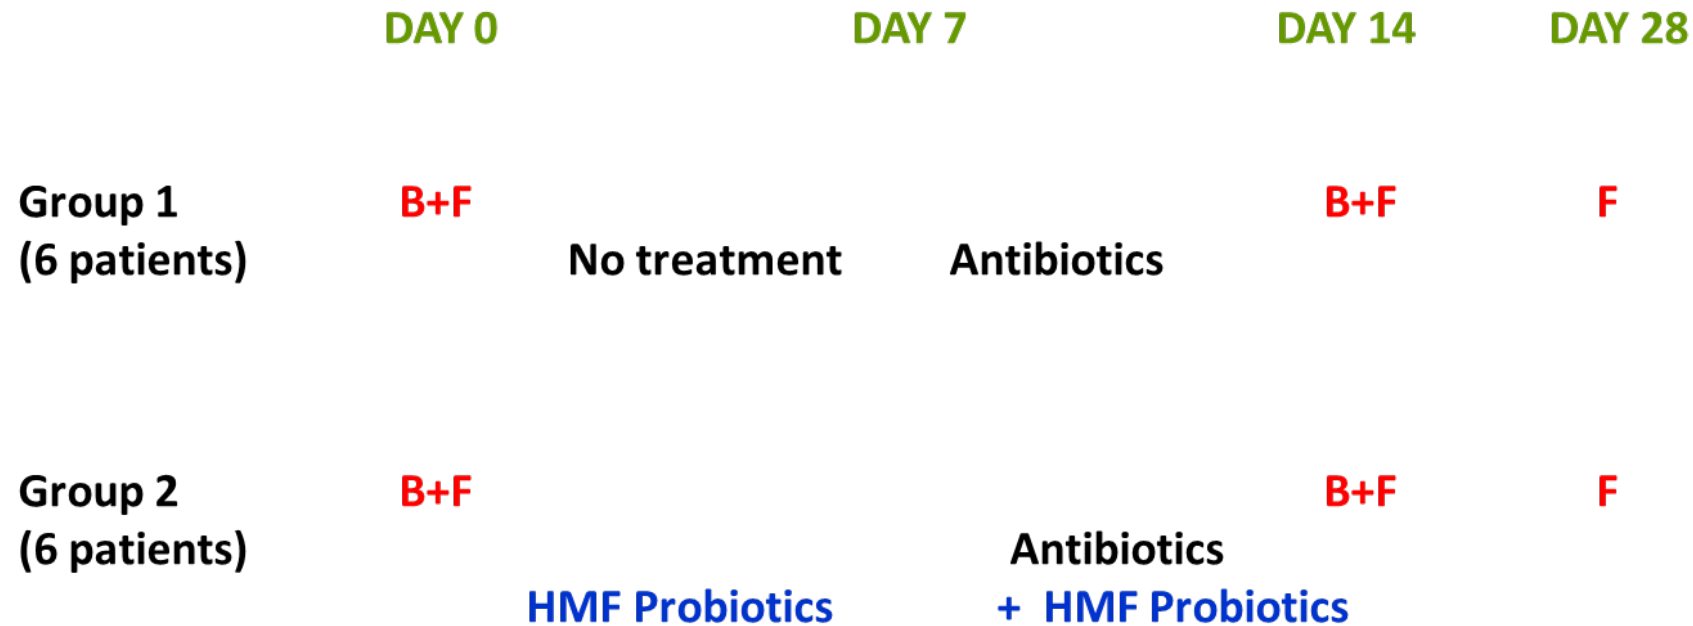 DAY 0 DAY 7 DAY 14 DAY 28
Group 1 B+F B+F F
(6 patients) No treatment Antibiotics
Group 2 B+F B+F F
(6 patients) Antibiotics
HMF Probiotics + HMF Probiotics